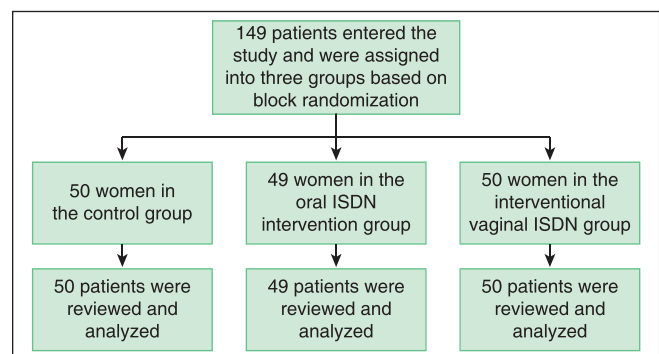 149 patients entered the
study and were assigned
into three groups based on
block randomization
50 women in
the control group
49 women in the
oral ISDN
intervention group
50 women in the
interventional
vaginal ISDN group
50 patients were
reviewed and
analyzed
49 patients were
reviewed and
analyzed
50 patients were
reviewed and
analyzed